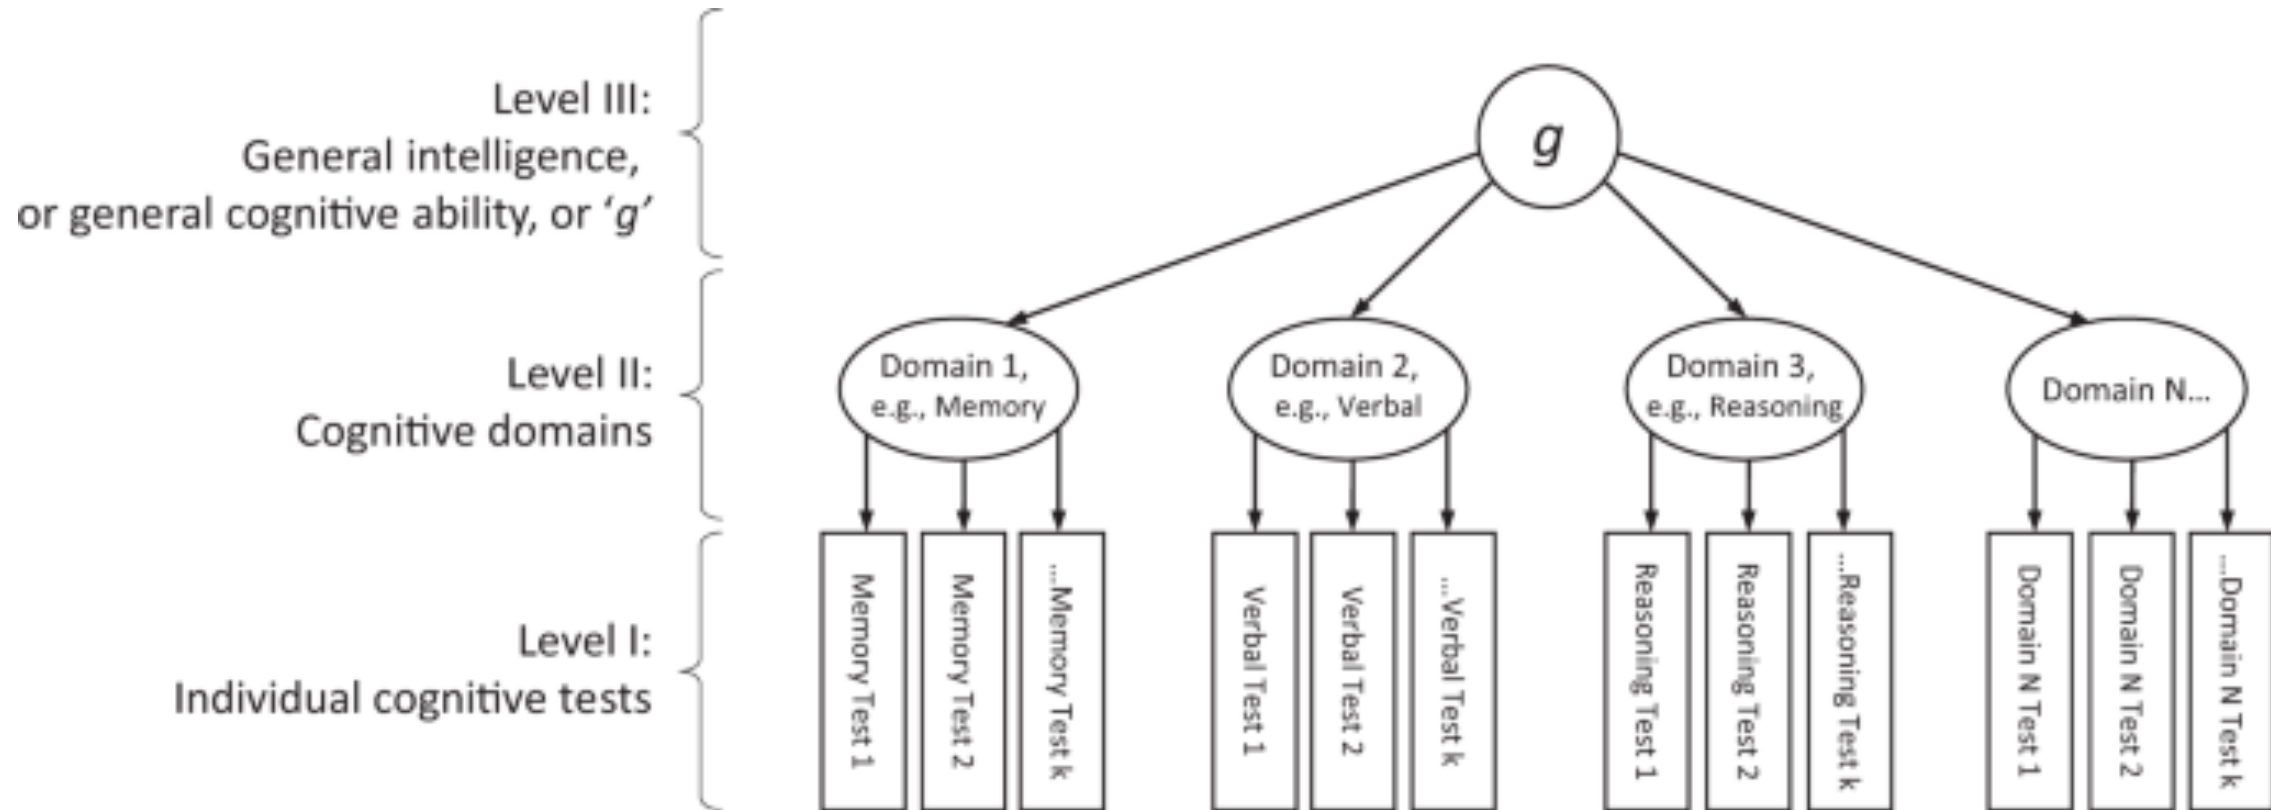 Level III:
General intelligence,
or general cognitive ability, or ‘g’
g
Level II:
Cognitive domains
Domain 1,
e.g., Memory
Domain 2,
e.g., Verbal
Domain 3,
e.g., Reasoning
Domain N...
Level I:
Individual cognitive tests
Memory Test 1
Memory Test 2
...Memory Test k
Verbal Test 1
Verbal Test 2
...Verbal Test k
Reasoning Test 1
Reasoning Test 2
...Reasoning Test k
Domain N Test 1
Domain N Test 2
....Domain N Test k